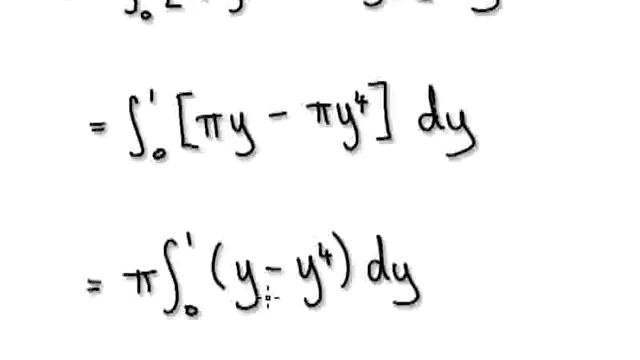 = ∫₀¹ [πy − πy⁴] dy
= π∫₀¹ (y − y⁴) dy